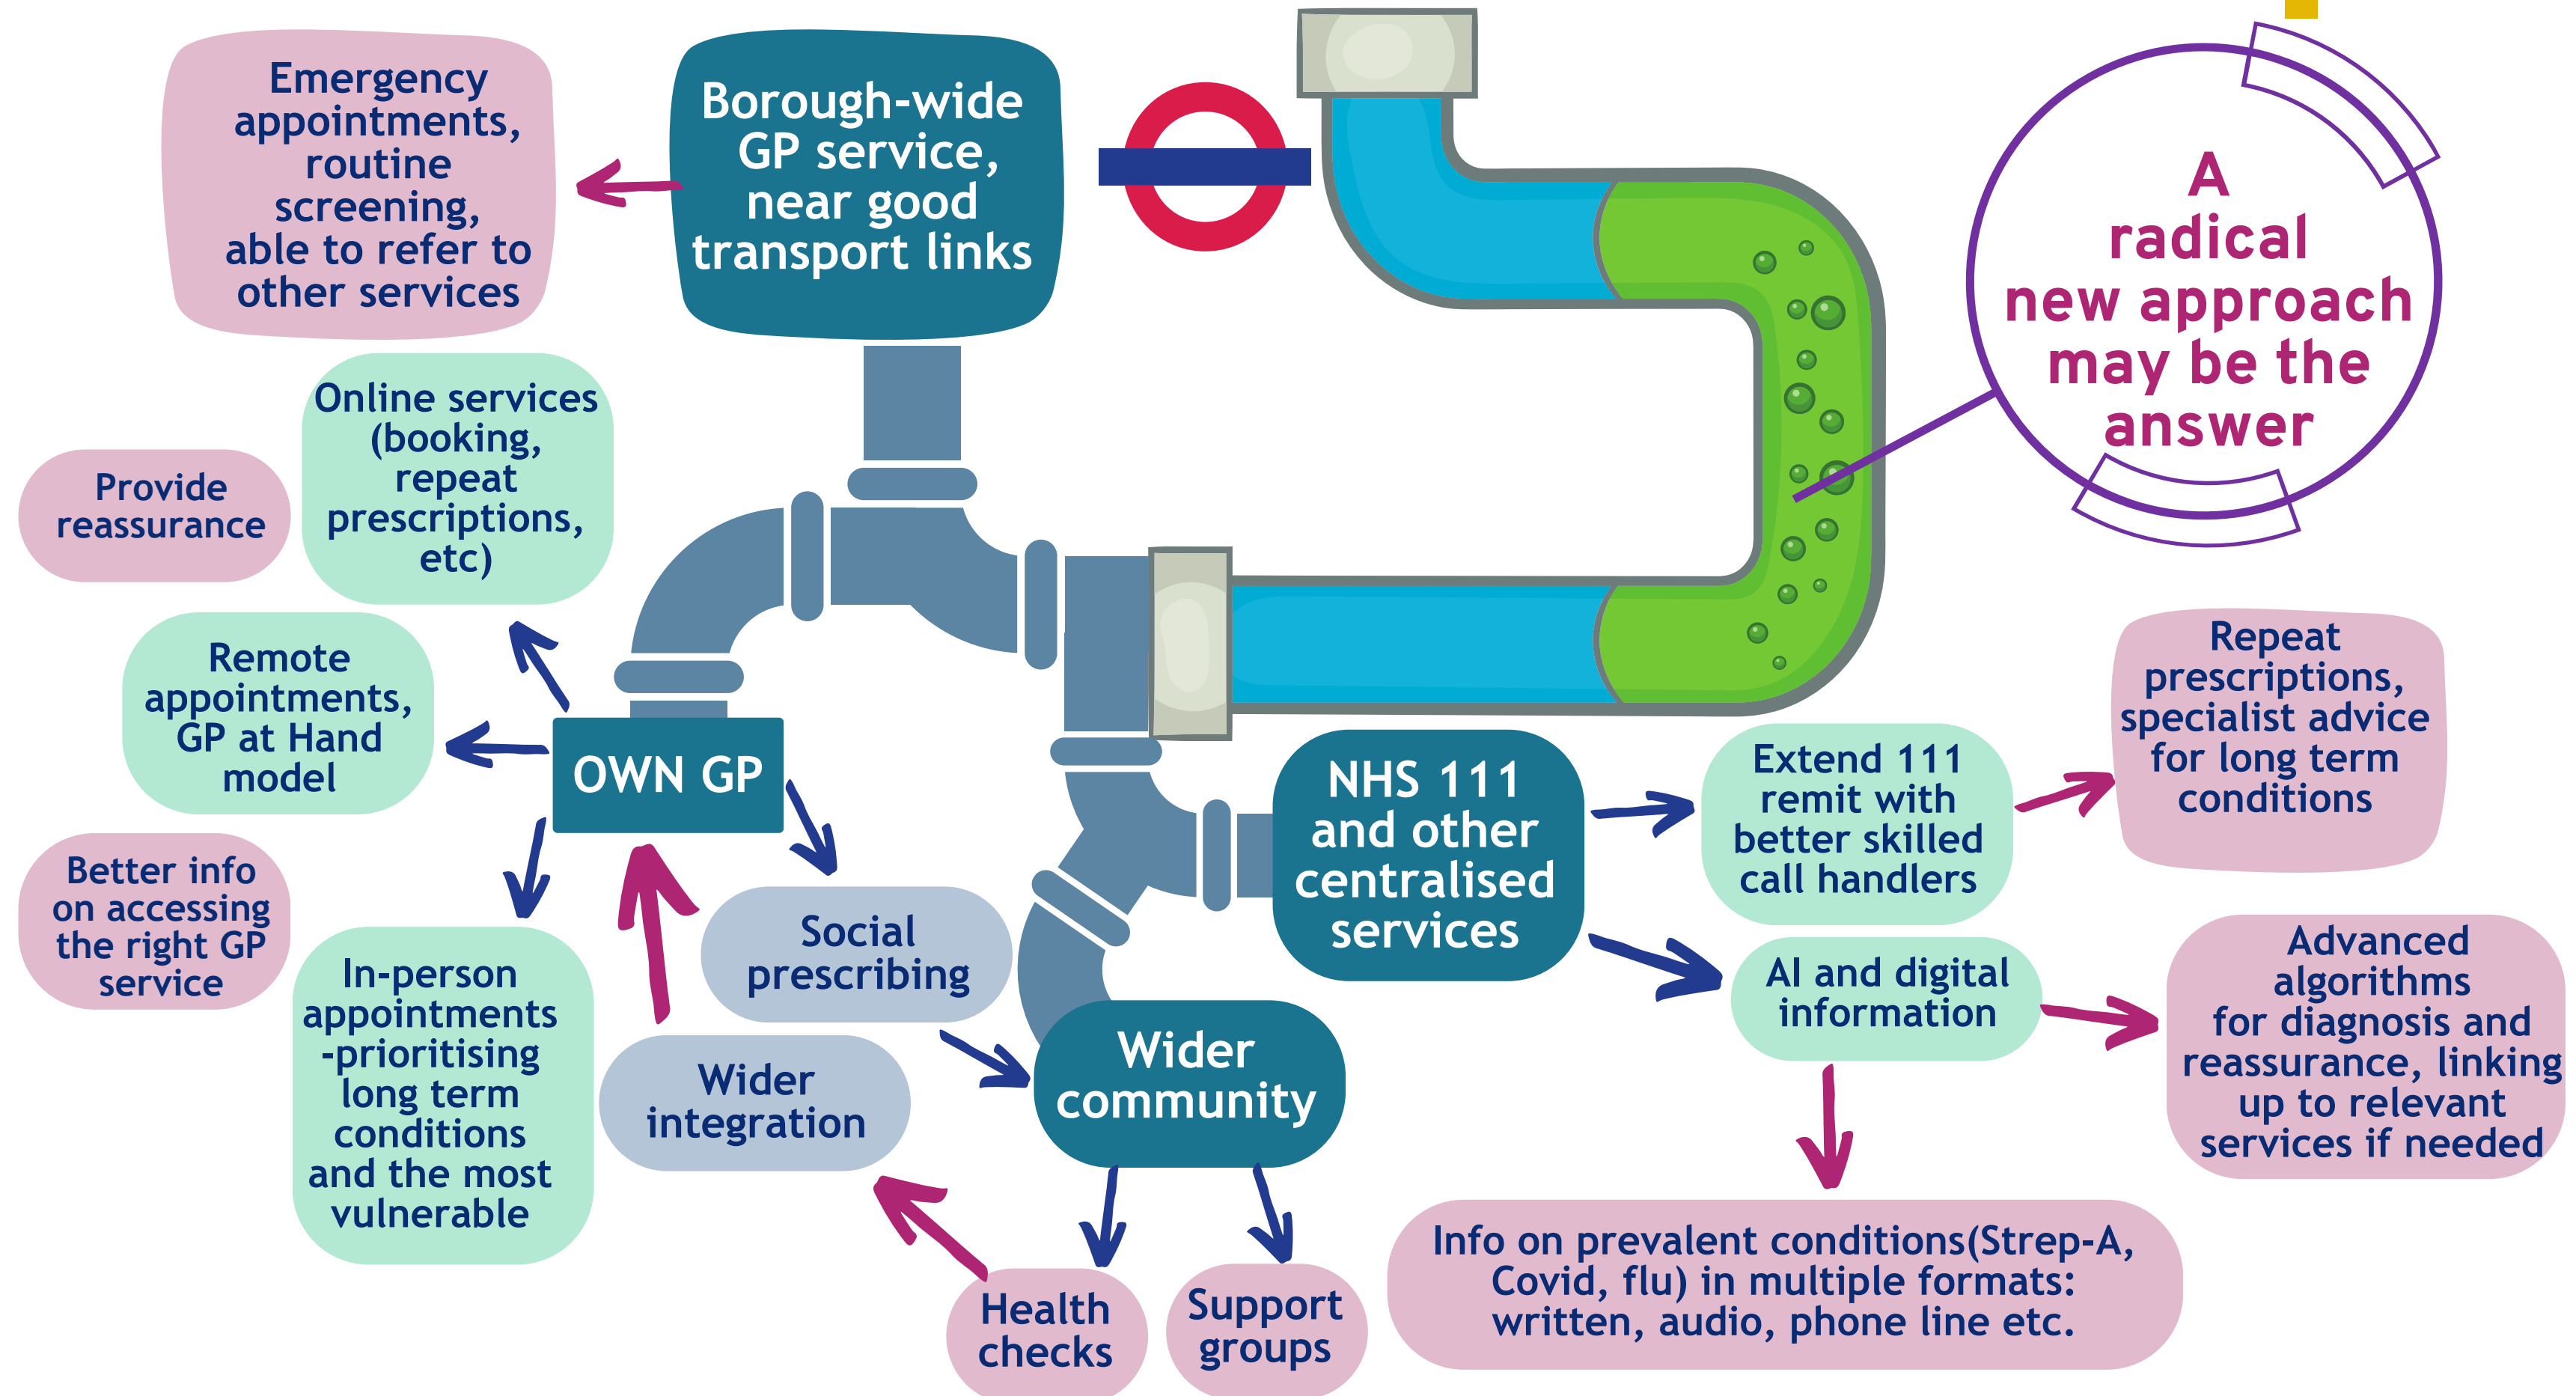 Emergency
appointments,
routine
screening,
able to refer to
other services
Borough-wide
GP service,
near good
transport links
A
radical
new approach
may be the
answer
Online services
(booking,
repeat
prescriptions,
etc)
Provide
reassurance
Remote
appointments,
GP at Hand
model
OWN GP
Better info
on accessing
the right GP
service
In-person
appointments
-prioritising
long term
conditions
and the most
vulnerable
Social
prescribing
Wider
integration
Wider
community
Health
checks
Support
groups
NHS 111
and other
centralised
services
Extend 111
remit with
better skilled
call handlers
Repeat
prescriptions,
specialist advice
for long term
conditions
AI and digital
information
Advanced
algorithms
for diagnosis and
reassurance, linking
up to relevant
services if needed
Info on prevalent conditions(Strep-A,
Covid, flu) in multiple formats:
written, audio, phone line etc.